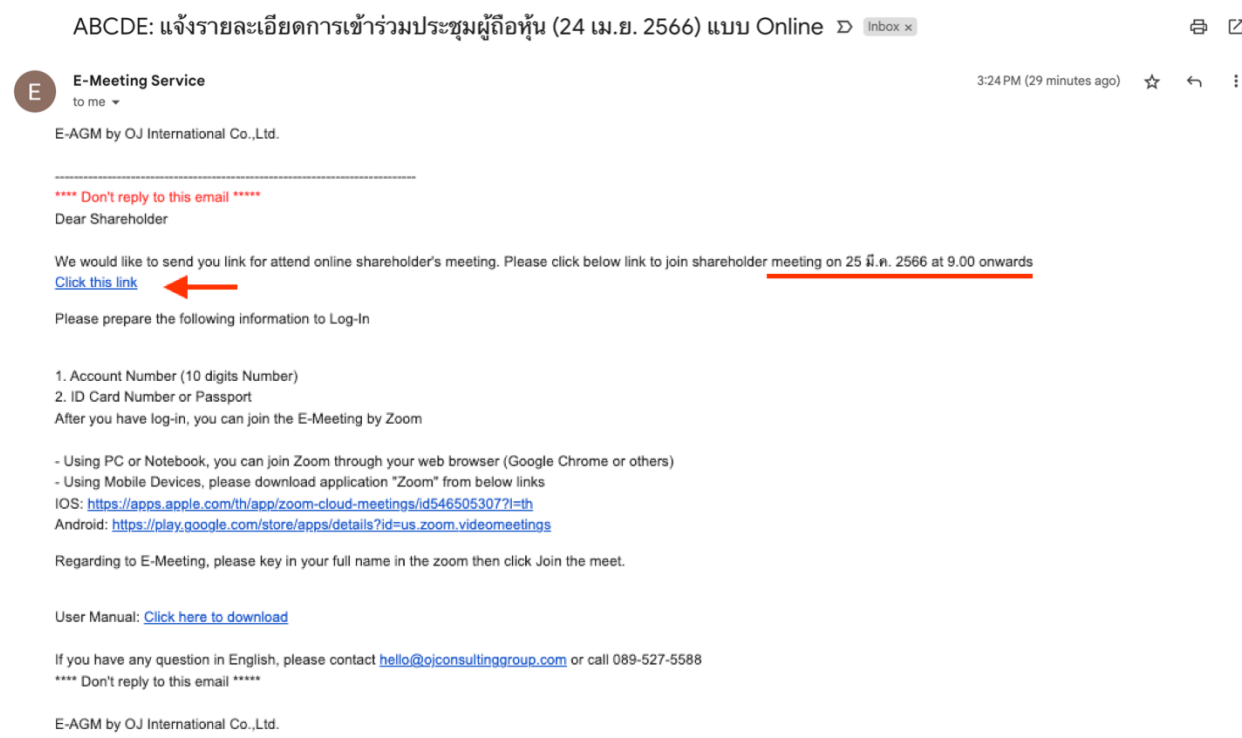 ABCDE: แจ้งรายละเอียดการเข้าร่วมประชุมผู้ถือหุ้น (24 เม.ย. 2566) แบบ Online Inbox x
E
E-Meeting Service 3:24 PM (29 minutes ago)
to me
E-AGM by OJ International Co.,Ltd.
--------------------------------------------------------------------------------
**** Don't reply to this email *****
Dear Shareholder
We would like to send you link for attend online shareholder's meeting. Please click below link to join shareholder meeting on 25 มี.ค. 2566 at 9.00 onwards
Click this link
Please prepare the following information to Log-In
1. Account Number (10 digits Number)
2. ID Card Number or Passport
After you have log-in, you can join the E-Meeting by Zoom
- Using PC or Notebook, you can join Zoom through your web browser (Google Chrome or others)
- Using Mobile Devices, please download application "Zoom" from below links
IOS: https://apps.apple.com/th/app/zoom-cloud-meetings/id546505307?l=th
Android: https://play.google.com/store/apps/details?id=us.zoom.videomeetings
Regarding to E-Meeting, please key in your full name in the zoom then click Join the meet.
User Manual: Click here to download
If you have any question in English, please contact hello@ojconsultinggroup.com or call 089-527-5588
**** Don't reply to this email *****
E-AGM by OJ International Co.,Ltd.